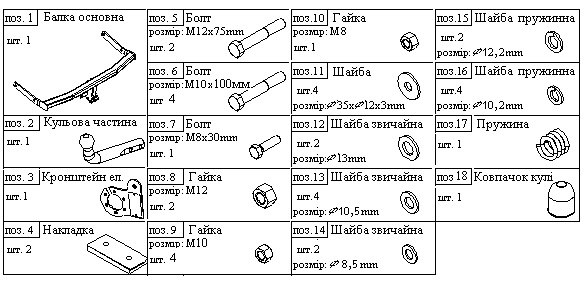 поз. 1 Балка основна
шт. 1
поз. 2 Кульова частина
шт. 1
поз. 3 Кронштейн ел.
шт.1
поз. 4 Накладка
шт. 2
поз. 5 Болт
розмір: М12х75mm
шт. 2
поз. 6 Болт
розмір: М10х100мм
шт 4
поз. 7 Болт
розмір: М8х30mm
шт. 1
поз. 8 Гайка
розмір: М12
шт. 2
поз. 9 Гайка
розмір: М10
шт. 4
поз.10 Гайка
розмір: М8
шт.1
поз.11 Шайба
шт.4
розмір:⌀35х⌀12х3mm
поз.12 Шайба звичайна
шт.2
розмір:⌀13mm
поз.13 Шайба звичайна
шт.4
розмір:⌀10,5mm
поз.14 Шайба звичайна
шт.2
розмір: ⌀ 8,5 mm
поз.15 Шайба пружинна
шт.2
розмір: ⌀12,2mm
поз.16 Шайба пружинна
шт.4
розмір: ⌀10,2mm
поз.17 Пружина
шт. 1
поз18 Ковпачок кулі
шт. 1